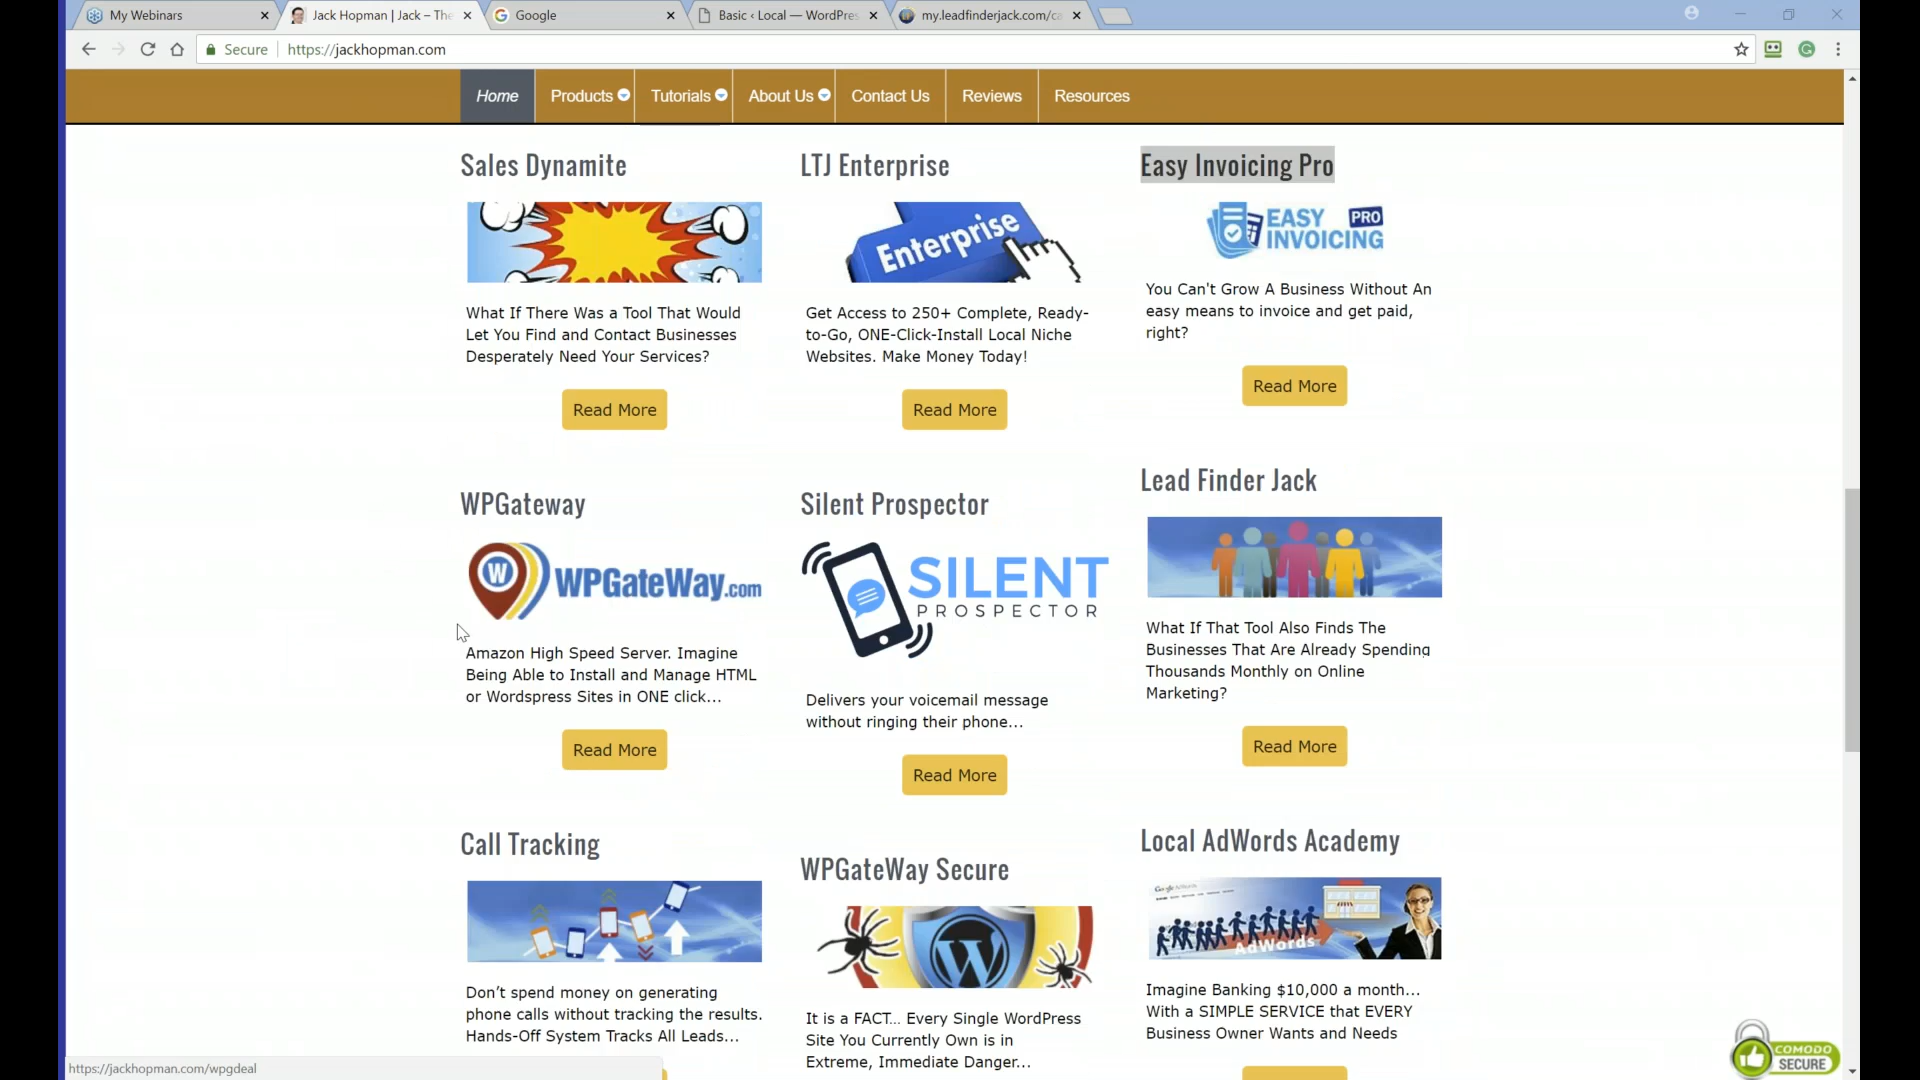 My Webinars
Jack Hopman | Jack – The
Google
Basic ‹ Local — WordPres
my.leadfinderjack.com/ca
Secure
https://jackhopman.com
Home
Products
Tutorials
About Us
Contact Us
Reviews
Resources
Sales Dynamite
What If There Was a Tool That Would
Let You Find and Contact Businesses
Desperately Need Your Services?
Read More
LTJ Enterprise
Enterprise
Get Access to 250+ Complete, Ready-
to-Go, ONE-Click-Install Local Niche
Websites. Make Money Today!
Read More
Easy Invoicing Pro
EASY PRO
INVOICING
You Can't Grow A Business Without An
easy means to invoice and get paid,
right?
Read More
WPGateway
W
WPGateWay.com
Amazon High Speed Server. Imagine
Being Able to Install and Manage HTML
or Wordspress Sites in ONE click...
Read More
Silent Prospector
SILENT
PROSPECTOR
Delivers your voicemail message
without ringing their phone...
Read More
Lead Finder Jack
What If That Tool Also Finds The
Businesses That Are Already Spending
Thousands Monthly on Online
Marketing?
Read More
Call Tracking
Don’t spend money on generating
phone calls without tracking the results.
Hands-Off System Tracks All Leads...
WPGateWay Secure
W
It is a FACT... Every Single WordPress
Site You Currently Own is in
Extreme, Immediate Danger...
Local AdWords Academy
Google AdWords
AdWords
Imagine Banking $10,000 a month...
With a SIMPLE SERVICE that EVERY
Business Owner Wants and Needs
COMODO
SECURE
https://jackhopman.com/wpgdeal